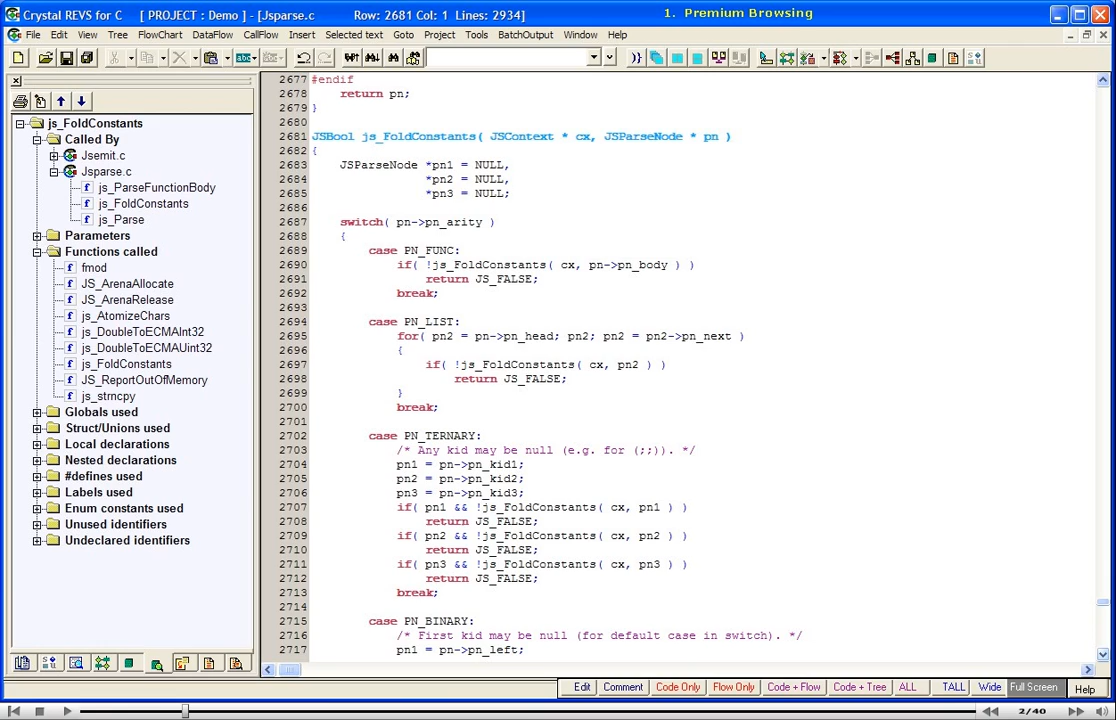 Crystal REVS for C [ PROJECT : Demo ] - [Jsparse.c Row: 2681 Col: 1 Lines: 2934] 1. Premium Browsing
File Edit View Tree FlowChart DataFlow CallFlow Insert Selected text Goto Project Tools BatchOutput Window Help
js_FoldConstants
Called By
Jsemit.c
Jsparse.c
js_ParseFunctionBody
js_FoldConstants
js_Parse
Parameters
Functions called
fmod
JS_ArenaAllocate
JS_ArenaRelease
js_AtomizeChars
js_DoubleToECMAInt32
js_DoubleToECMAUint32
js_FoldConstants
JS_ReportOutOfMemory
js_strncpy
Globals used
Struct/Unions used
Local declarations
Nested declarations
#defines used
Labels used
Enum constants used
Unused identifiers
Undeclared identifiers
2677 #endif
2678     return pn;
2679 }
2680
2681 JSBool js_FoldConstants( JSContext * cx, JSParseNode * pn )
2682 {
2683     JSParseNode *pn1 = NULL,
2684                 *pn2 = NULL,
2685                 *pn3 = NULL;
2686
2687     switch( pn->pn_arity )
2688     {
2689         case PN_FUNC:
2690             if( !js_FoldConstants( cx, pn->pn_body ) )
2691                 return JS_FALSE;
2692             break;
2693
2694         case PN_LIST:
2695             for( pn2 = pn->pn_head; pn2; pn2 = pn2->pn_next )
2696             {
2697                 if( !js_FoldConstants( cx, pn2 ) )
2698                     return JS_FALSE;
2699             }
2700             break;
2701
2702         case PN_TERNARY:
2703             /* Any kid may be null (e.g. for (;;)). */
2704             pn1 = pn->pn_kid1;
2705             pn2 = pn->pn_kid2;
2706             pn3 = pn->pn_kid3;
2707             if( pn1 && !js_FoldConstants( cx, pn1 ) )
2708                 return JS_FALSE;
2709             if( pn2 && !js_FoldConstants( cx, pn2 ) )
2710                 return JS_FALSE;
2711             if( pn3 && !js_FoldConstants( cx, pn3 ) )
2712                 return JS_FALSE;
2713             break;
2714
2715         case PN_BINARY:
2716             /* First kid may be null (for default case in switch). */
2717             pn1 = pn->pn_left;
Edit Comment Code Only Flow Only Code + Flow Code + Tree ALL TALL Wide Full Screen Help
2/40